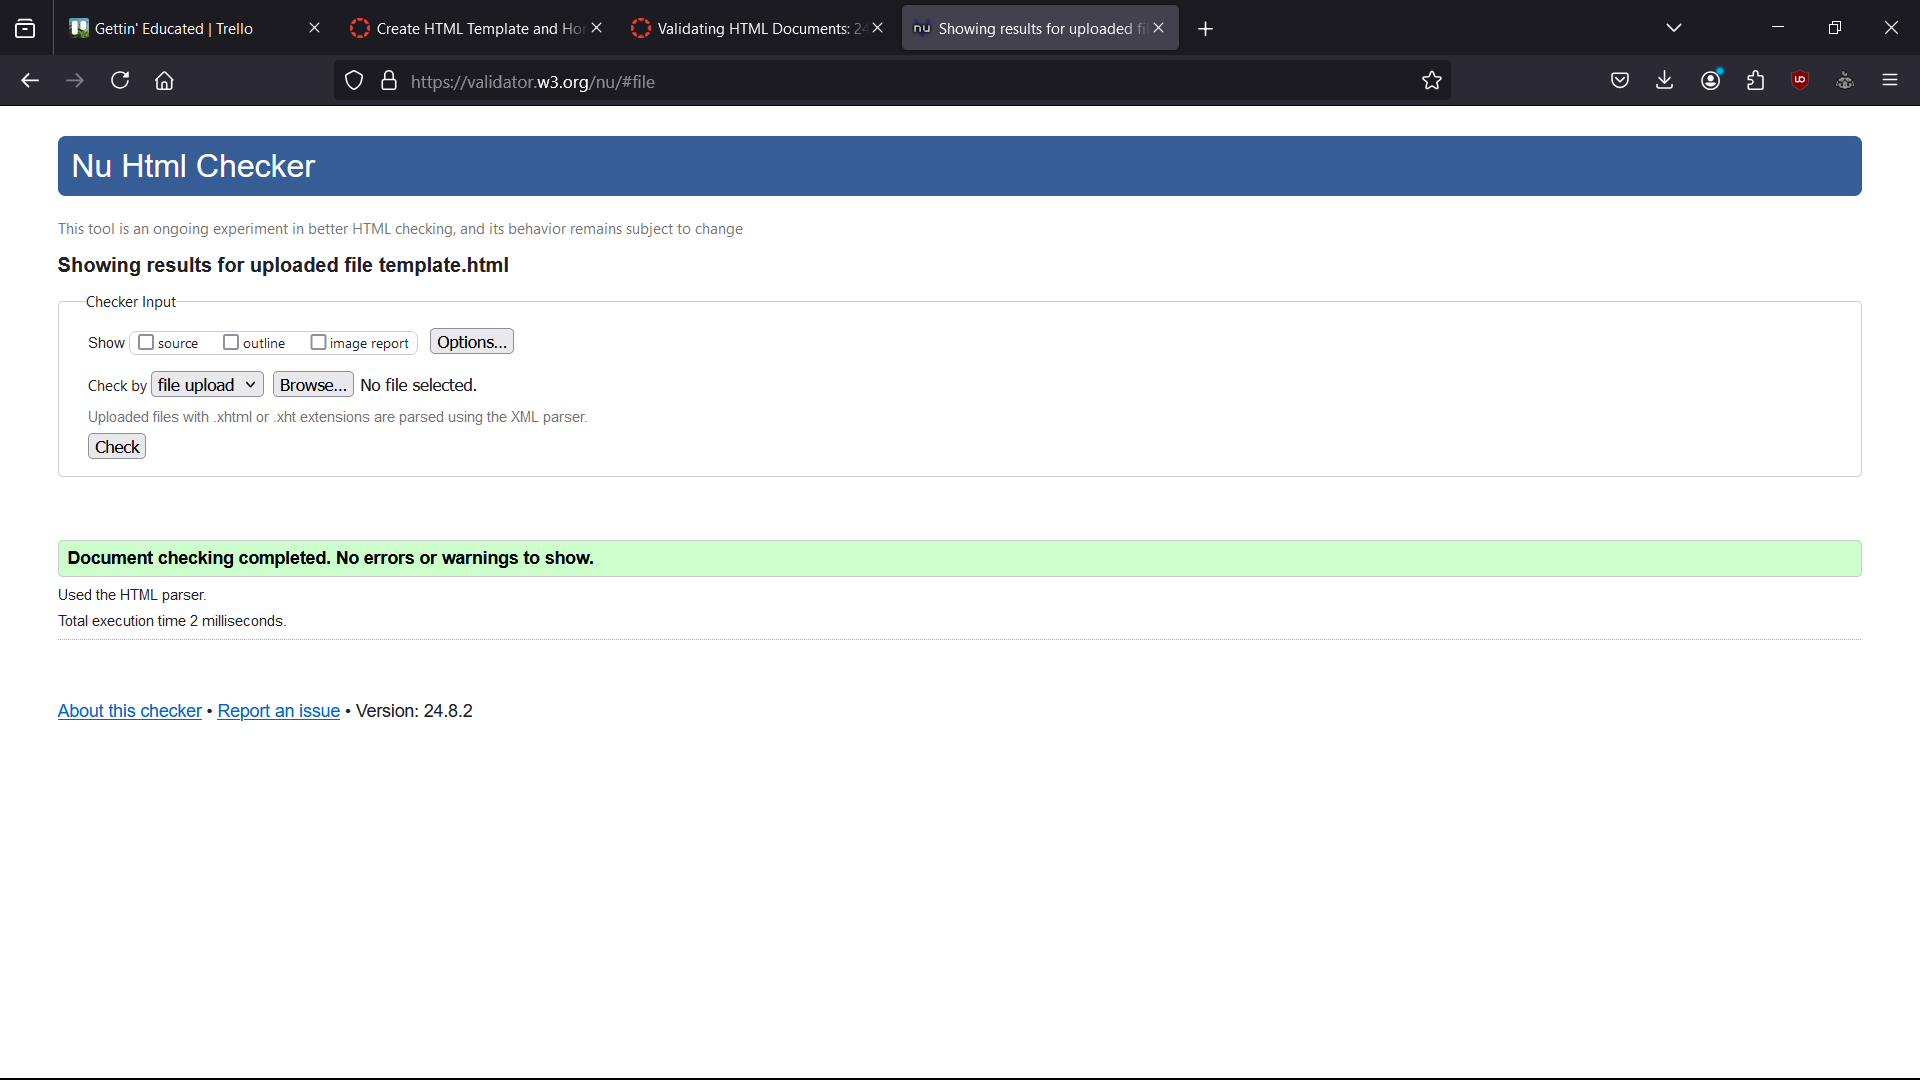 Gettin' Educated | Trello
Create HTML Template and Hor
Validating HTML Documents: 24
nu Showing results for uploaded fi
https://validator.w3.org/nu/#file
Nu Html Checker
This tool is an ongoing experiment in better HTML checking, and its behavior remains subject to change
Showing results for uploaded file template.html
Checker Input
Show source outline image report Options...
Check by file upload Browse... No file selected.
Uploaded files with .xhtml or .xht extensions are parsed using the XML parser.
Check
Document checking completed. No errors or warnings to show.
Used the HTML parser.
Total execution time 2 milliseconds.
About this checker • Report an issue • Version: 24.8.2